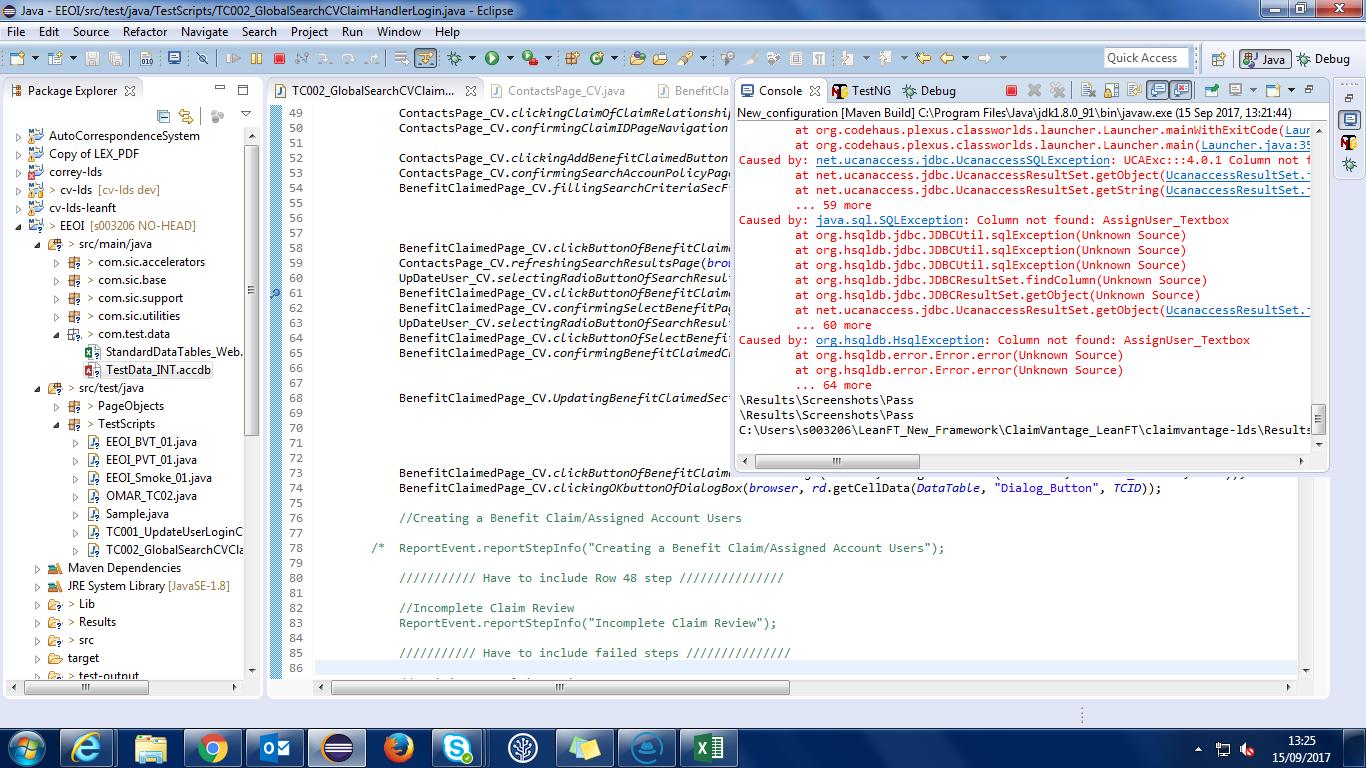 Java - EEOI/src/test/java/TestScripts/TC002_GlobalSearchCVClaimHandlerLogin.java - Eclipse
File Edit Source Refactor Navigate Search Project Run Window Help
Quick Access
Java
Debug
Package Explorer
AutoCorrespondenceSystem
Copy of LEX_PDF
correy-lds
> cv-lds [cv-lds dev]
cv-lds-leanft
> EEOI [s003206 NO-HEAD]
> src/main/java
> com.sic.accelerators
> com.sic.base
> com.sic.support
> com.sic.utilities
> com.test.data
StandardDataTables_Web.
TestData_INT.accdb
> src/test/java
> PageObjects
> TestScripts
EEOI_BVT_01.java
EEOI_PVT_01.java
EEOI_Smoke_01.java
OMAR_TC02.java
Sample.java
TC001_UpdateUserLoginC
TC002_GlobalSearchCVCla
Maven Dependencies
JRE System Library [JavaSE-1.8]
> Lib
> Results
> src
target
> test-output
TC002_GlobalSearchCVClaim...
ContactsPage_CV.java
BenefitCla
49 ContactsPage_CV.clickingClaimOfClaimRelationship
50 ContactsPage_CV.confirmingClaimIDPageNavigation
51
52 ContactsPage_CV.clickingAddBenefitClaimedButton
53 ContactsPage_CV.confirmingSearchAccAnPolicyPag
54 BenefitClaimedPage_CV.fillingSearchCriteriaSecF
55
56
57
58 BenefitClaimedPage_CV.clickButtonOfBenefitClaime
59 ContactsPage_CV.refreshingSearchResultsPage(brow
60 UpDateUser_CV.selectingRadioButtonOfSearchResul
61 BenefitClaimedPage_CV.clickButtonOfBenefitClaime
62 BenefitClaimedPage_CV.confirmingSelectBenefitPag
63 UpDateUser_CV.selectingRadioButtonOfSearchResul
64 BenefitClaimedPage_CV.clickButtonOfSelectBenefi
65 BenefitClaimedPage_CV.confirmingBenefitClaimedC
66
67
68 BenefitClaimedPage_CV.UpdatingBenefitClaimedSec
69
70
71
72
73 BenefitClaimedPage_CV.clickButtonOfBenefitClaime
74 BenefitClaimedPage_CV.clickingOKbuttonOfDialogBox(browser, rd.getCellData(DataTable, "Dialog_Button", TCID));
75
76 //Creating a Benefit Claim/Assigned Account Users
77
78 /* ReportEvent.reportStepInfo("Creating a Benefit Claim/Assigned Account Users");
79
80 /////////// Have to include Row 48 step ///////////////
81
82 //Incomplete Claim Review
83 ReportEvent.reportStepInfo("Incomplete Claim Review");
84
85 /////////// Have to include failed steps ///////////////
86
Console TestNG Debug
New_configuration [Maven Build] C:\Program Files\Java\jdk1.8.0_91\bin\javaw.exe (15 Sep 2017, 13:21:44)
at org.codehaus.plexus.classworlds.launcher.Launcher.mainWithExitCode(Laun
at org.codehaus.plexus.classworlds.launcher.Launcher.main(Launcher.java:35
Caused by: net.ucanaccess.jdbc.UcanaccessSQLException: UCAExc:::4.0.1 Column not f
at net.ucanaccess.jdbc.UcanaccessResultSet.getObject(UcanaccessResultSet.
at net.ucanaccess.jdbc.UcanaccessResultSet.getString(UcanaccessResultSet.
... 59 more
Caused by: java.sql.SQLException: Column not found: AssignUser_Textbox
at org.hsqldb.jdbc.JDBCUtil.sqlException(Unknown Source)
at org.hsqldb.jdbc.JDBCUtil.sqlException(Unknown Source)
at org.hsqldb.jdbc.JDBCUtil.sqlException(Unknown Source)
at org.hsqldb.jdbc.JDBCResultSet.findColumn(Unknown Source)
at org.hsqldb.jdbc.JDBCResultSet.getObject(Unknown Source)
at net.ucanaccess.jdbc.UcanaccessResultSet.getObject(UcanaccessResultSet.
... 60 more
Caused by: org.hsqldb.HsqlException: Column not found: AssignUser_Textbox
at org.hsqldb.error.Error.error(Unknown Source)
at org.hsqldb.error.Error.error(Unknown Source)
... 64 more
\Results\Screenshots\Pass
\Results\Screenshots\Pass
C:\Users\s003206\LeanFT_New_Framework\ClaimVantage_LeanFT\claimvantage-lds\Results
13:25
15/09/2017